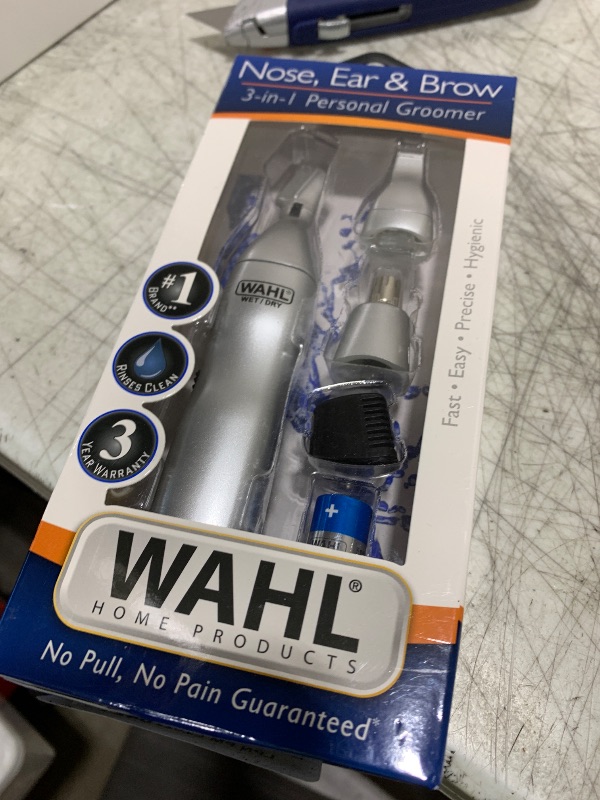 Nose, Ear & Brow
3-in-1 Personal Groomer
WAHL
WET/DRY
#1
BRAND**
RINSES CLEAN
3
YEAR WARRANTY
Fast • Easy • Precise • Hygienic
+
WAHL®
HOME PRODUCTS
No Pull, No Pain Guaranteed*